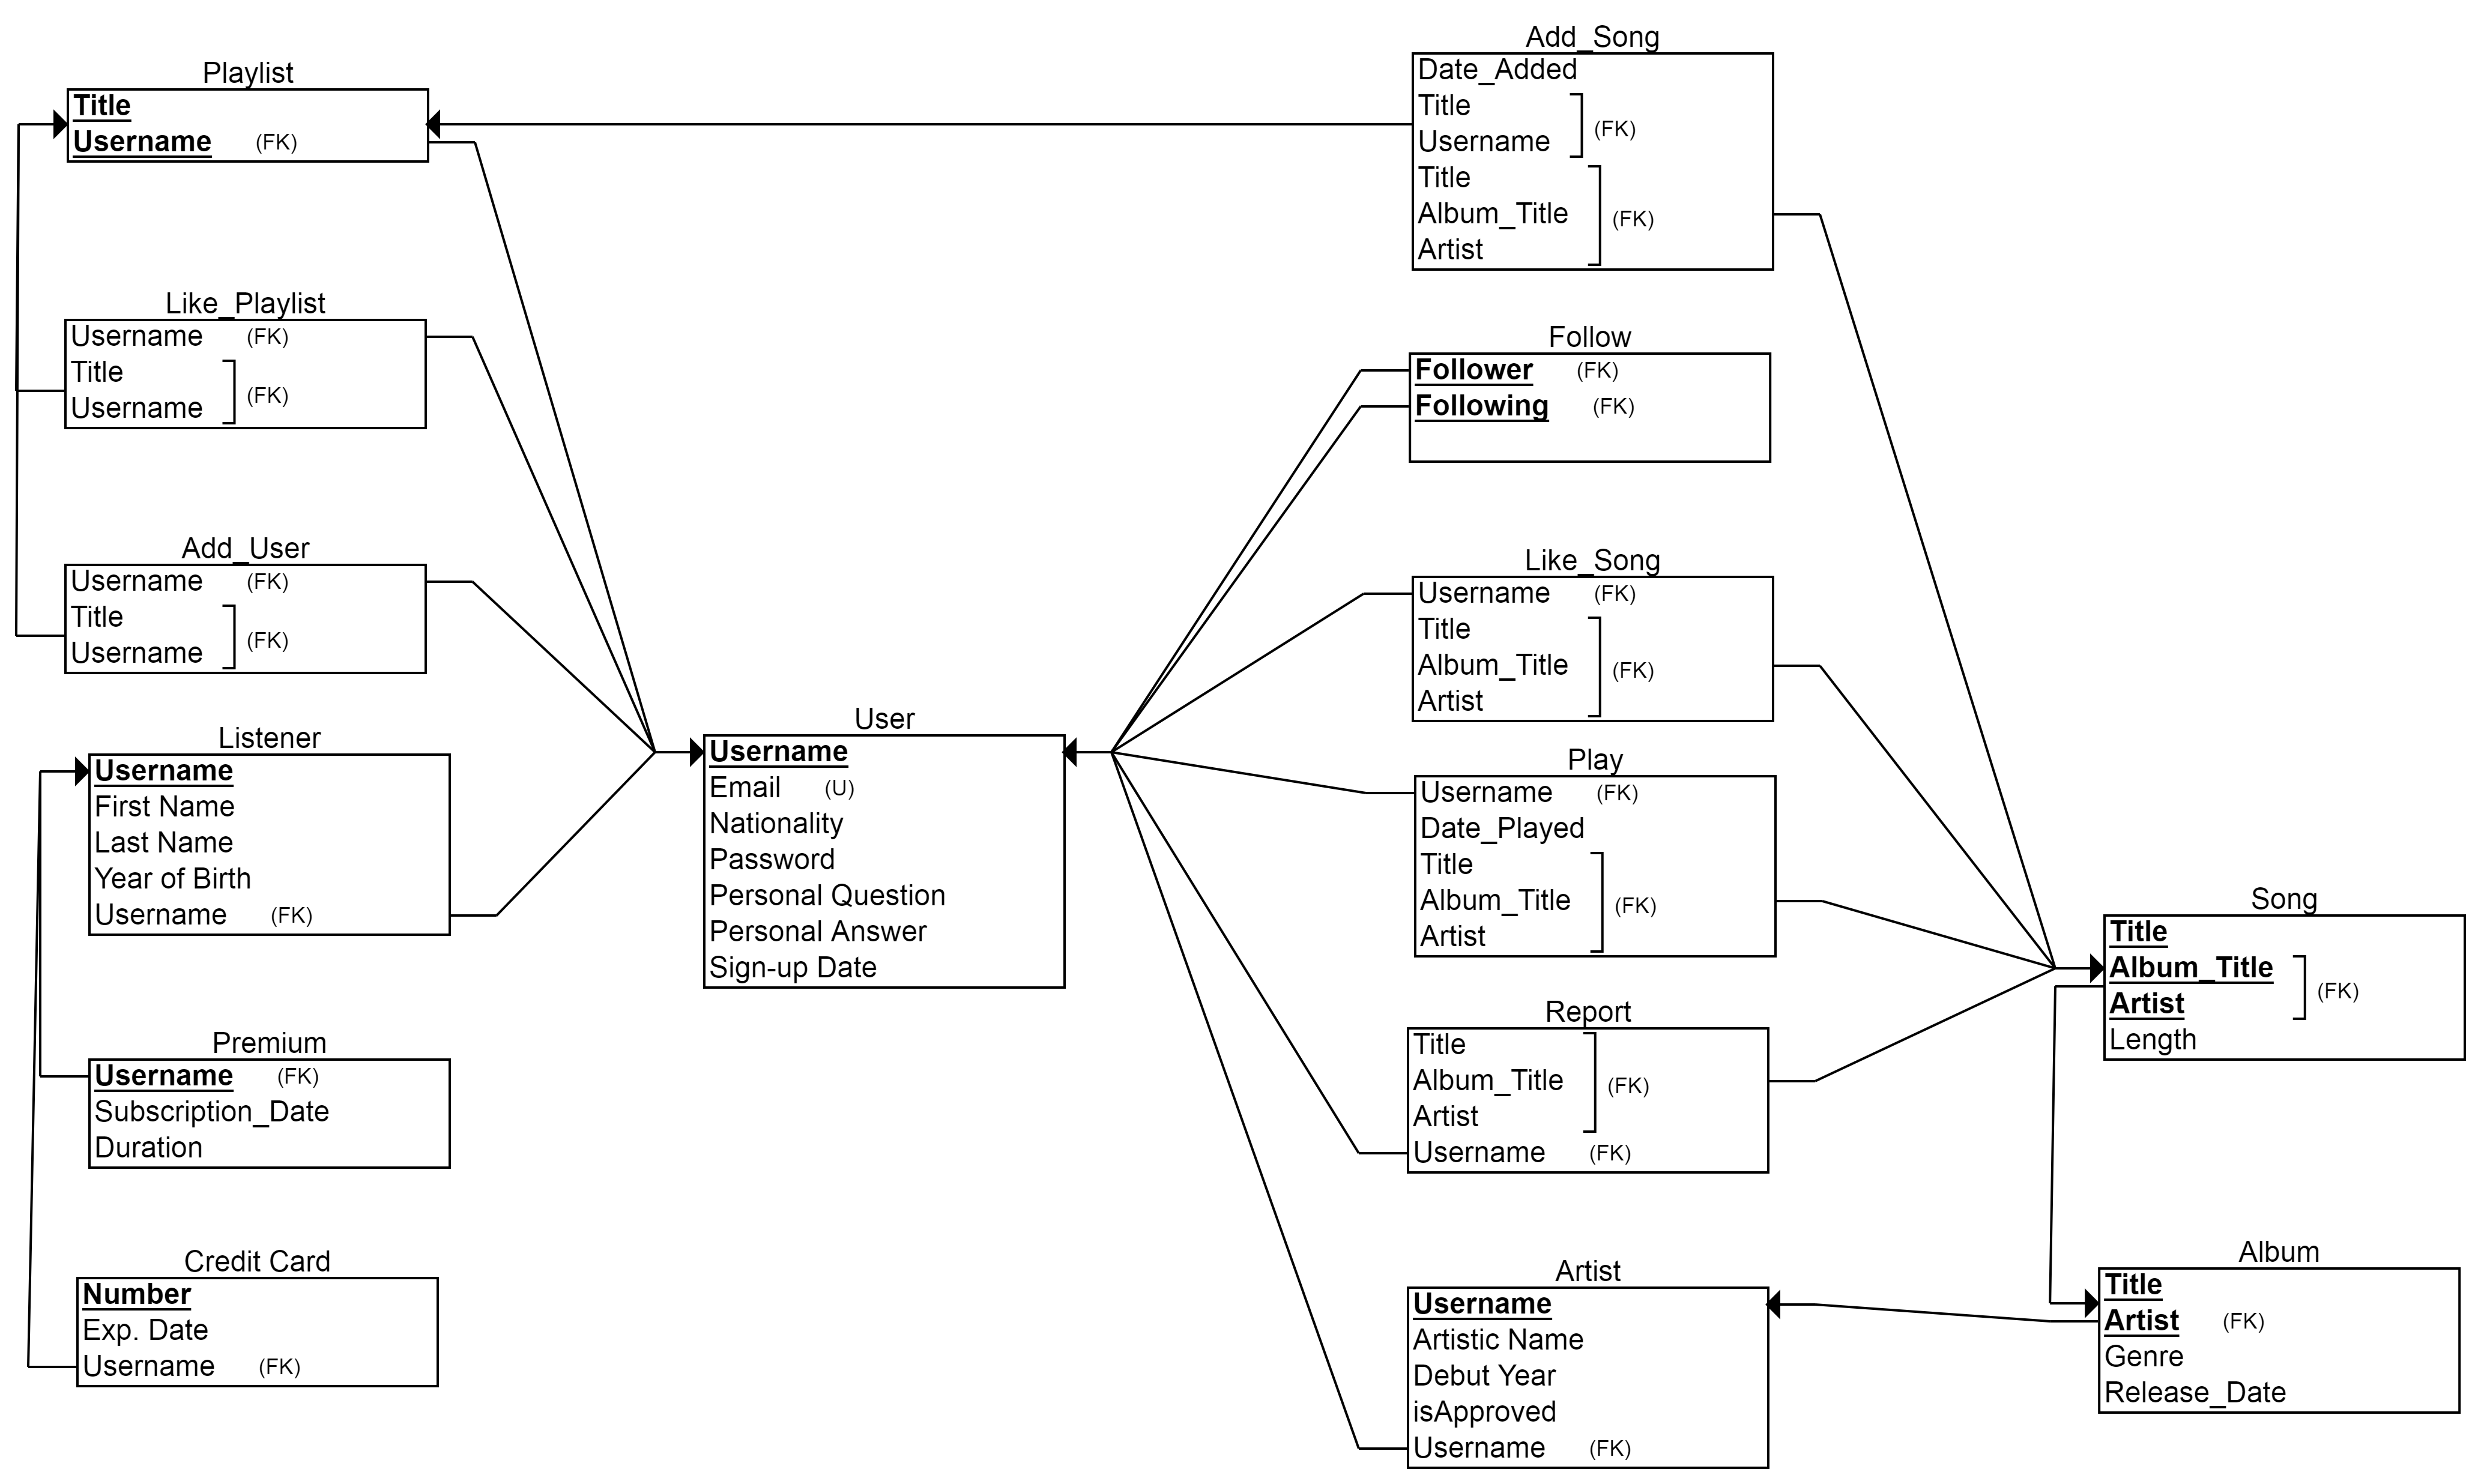 Playlist
Title
Username (FK)
Like_Playlist
Username (FK)
Title
Username
(FK)
Add_User
Username (FK)
Title
Username
(FK)
Listener
Username
First Name
Last Name
Year of Birth
Username (FK)
Premium
Username (FK)
Subscription_Date
Duration
Credit Card
Number
Exp. Date
Username (FK)
User
Username
Email (U)
Nationality
Password
Personal Question
Personal Answer
Sign-up Date
Add_Song
Date_Added
Title
Username
(FK)
Title
Album_Title
Artist
(FK)
Follow
Follower (FK)
Following (FK)
Like_Song
Username (FK)
Title
Album_Title
Artist
(FK)
Play
Username (FK)
Date_Played
Title
Album_Title
Artist
(FK)
Report
Title
Album_Title
Artist
(FK)
Username (FK)
Artist
Username
Artistic Name
Debut Year
isApproved
Username (FK)
Song
Title
Album_Title
Artist
(FK)
Length
Album
Title
Artist (FK)
Genre
Release_Date